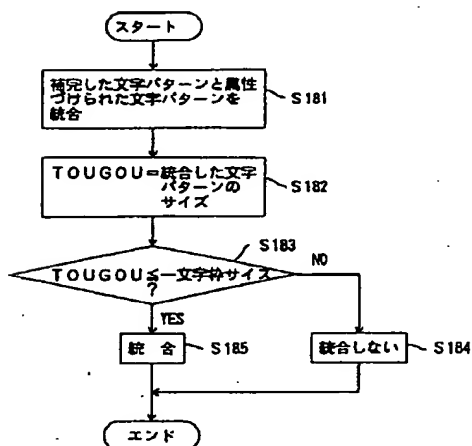 スタート
補完した文字パターンと属性
づけられた文字パターンを
統合
S181
TOUGOU=統合した文字
パターンの
サイズ
S182
S183
TOUGOU≦一文字枠サイズ
?
NO
YES
統合
S185
統合しない
S184
エンド